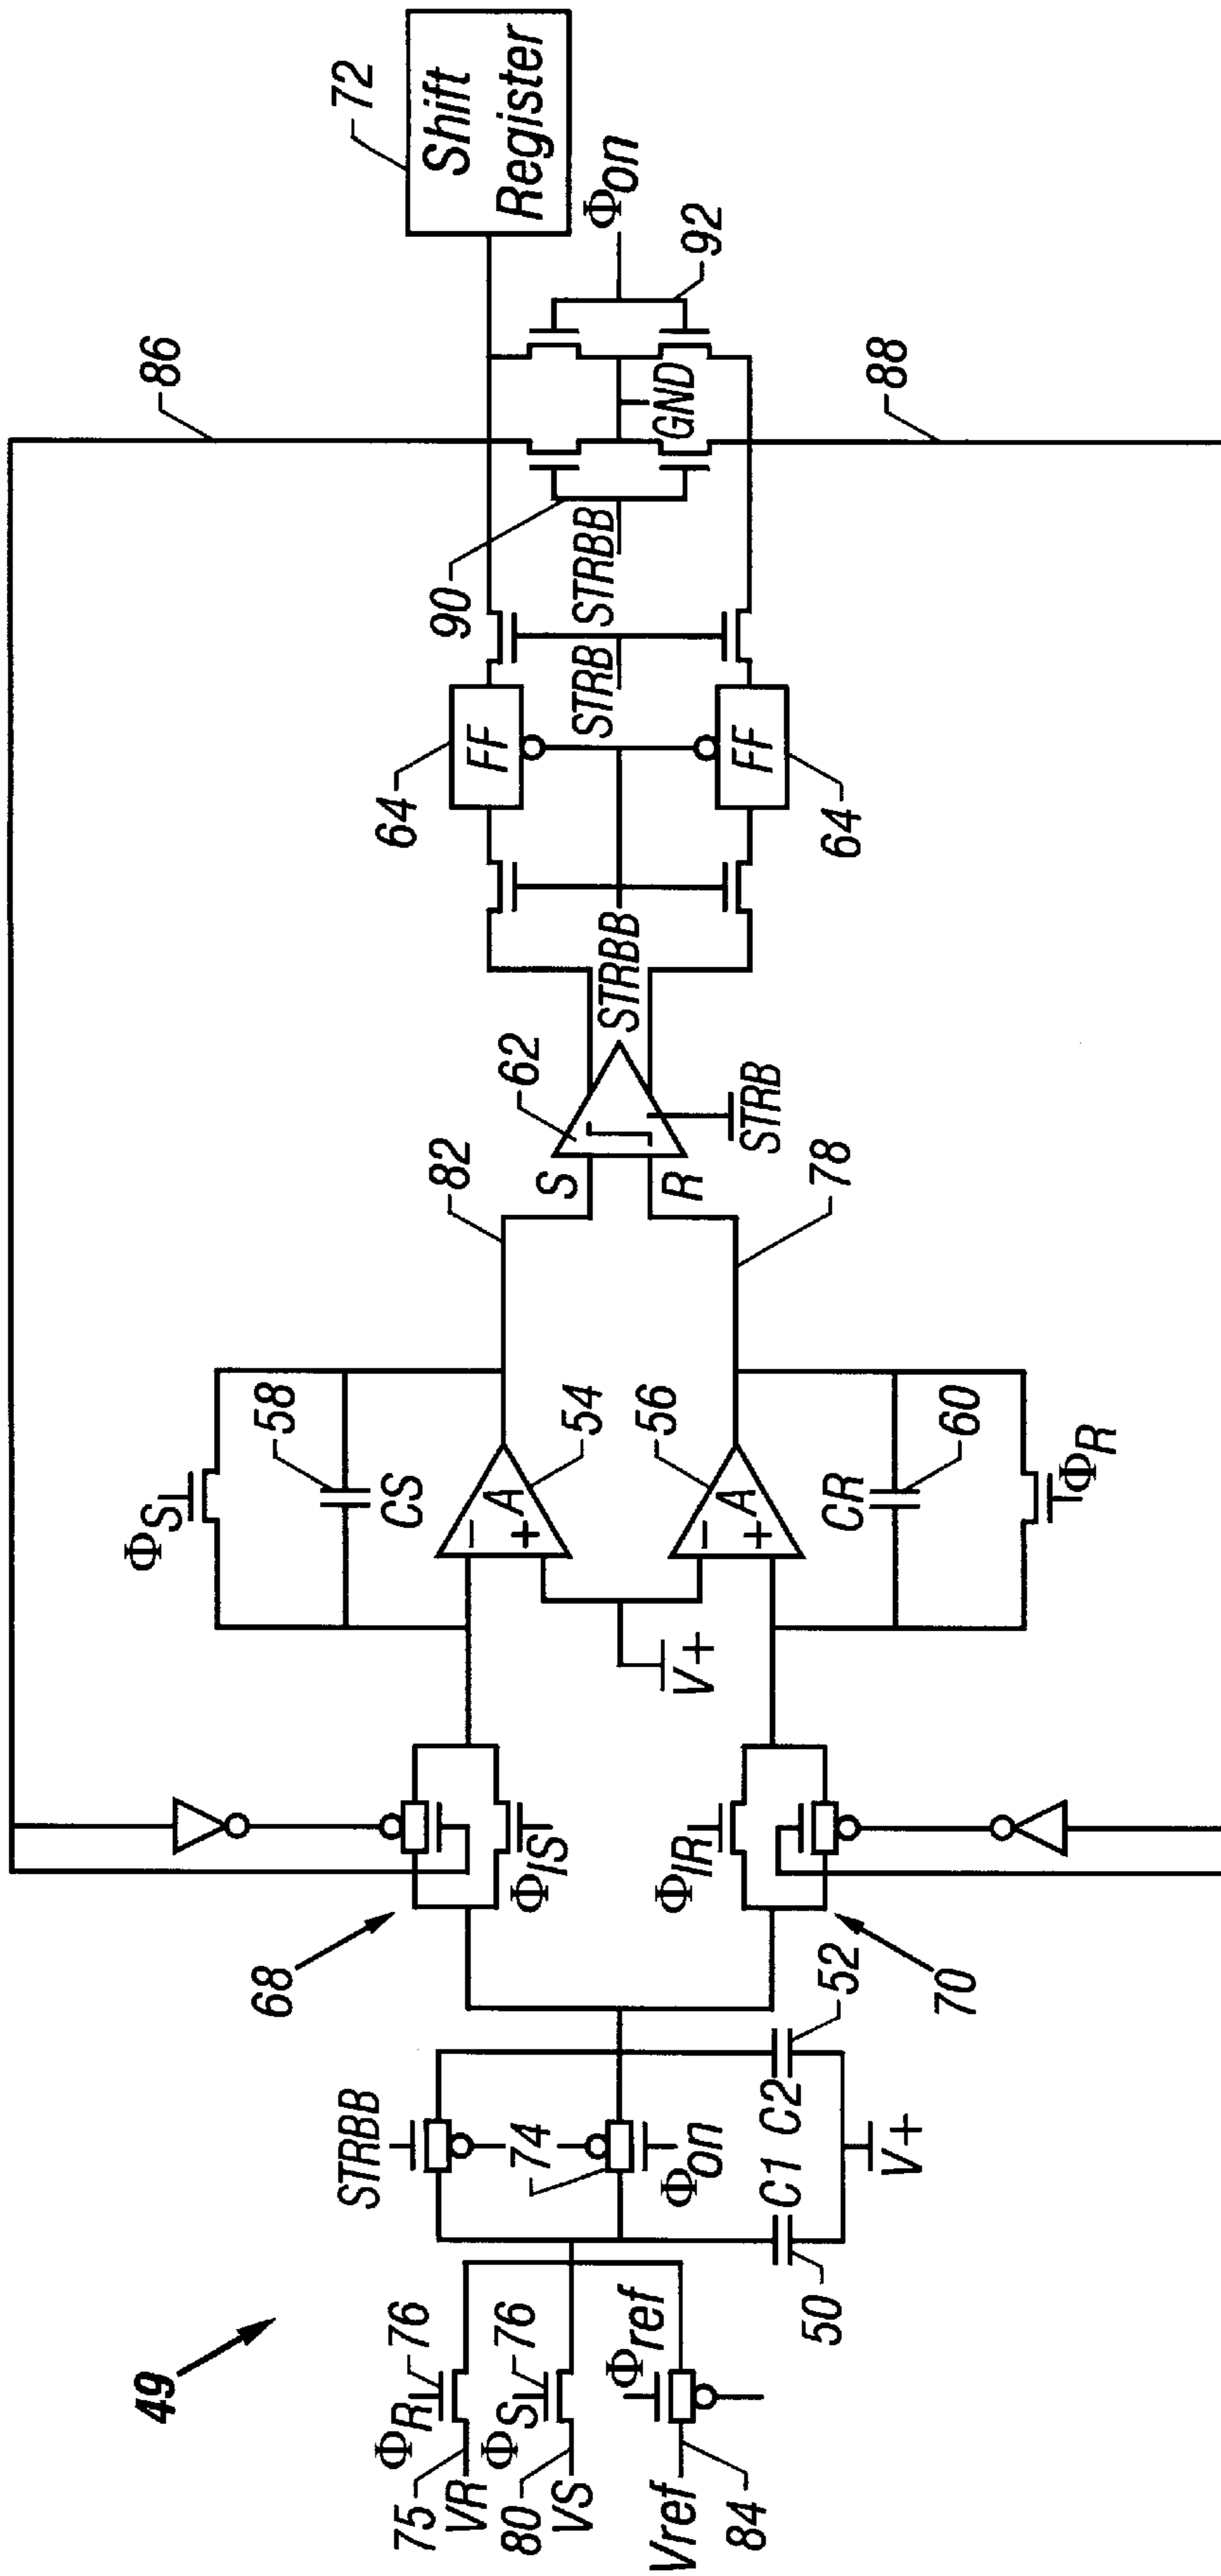 49
75
ΦR
76
VR
80
ΦS
76
VS
Vref
Φref
84
STRBB
74
Φon
C1
C2
50
52
V+
68
70
ΦIS
ΦIR
ΦS
58
CS
A
−
+
54
V+
56
−
A
+
CR
60
ΦR
82
78
S
R
62
STRB
STRBB
64
FF
FF
64
STRB
STRBB
90
86
GND
88
92
Φon
72
Shift
Register